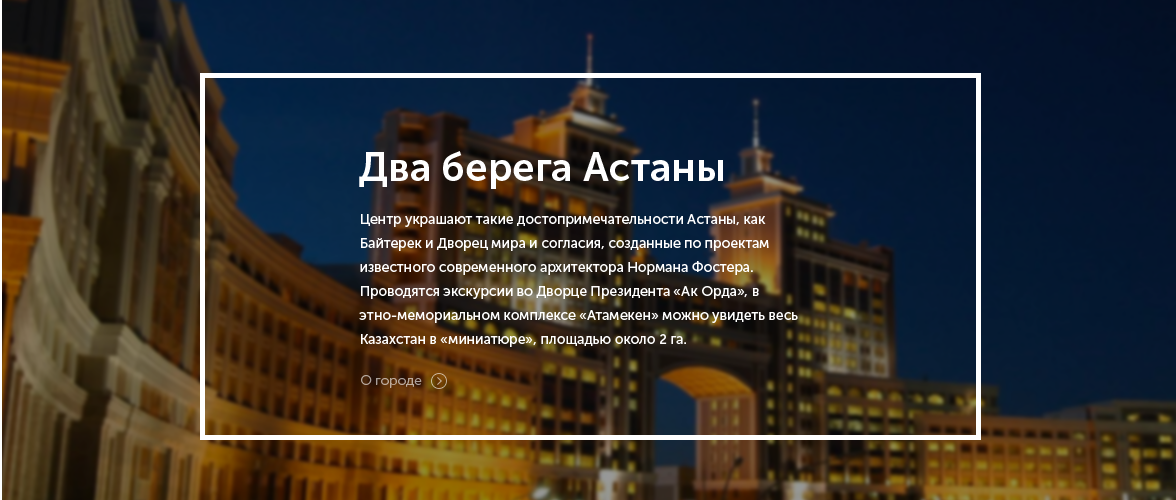 Два берега Астаны
Центр украшают такие достопримечательности Астаны, как
Байтерек и Дворец мира и согласия, созданные по проектам
известного современного архитектора Нормана Фостера.
Проводятся экскурсии во Дворце Президента «Ак Орда», в
этно-мемориальном комплексе «Атамекен» можно увидеть весь
Казахстан в «миниатюре», площадью около 2 га.
О городе